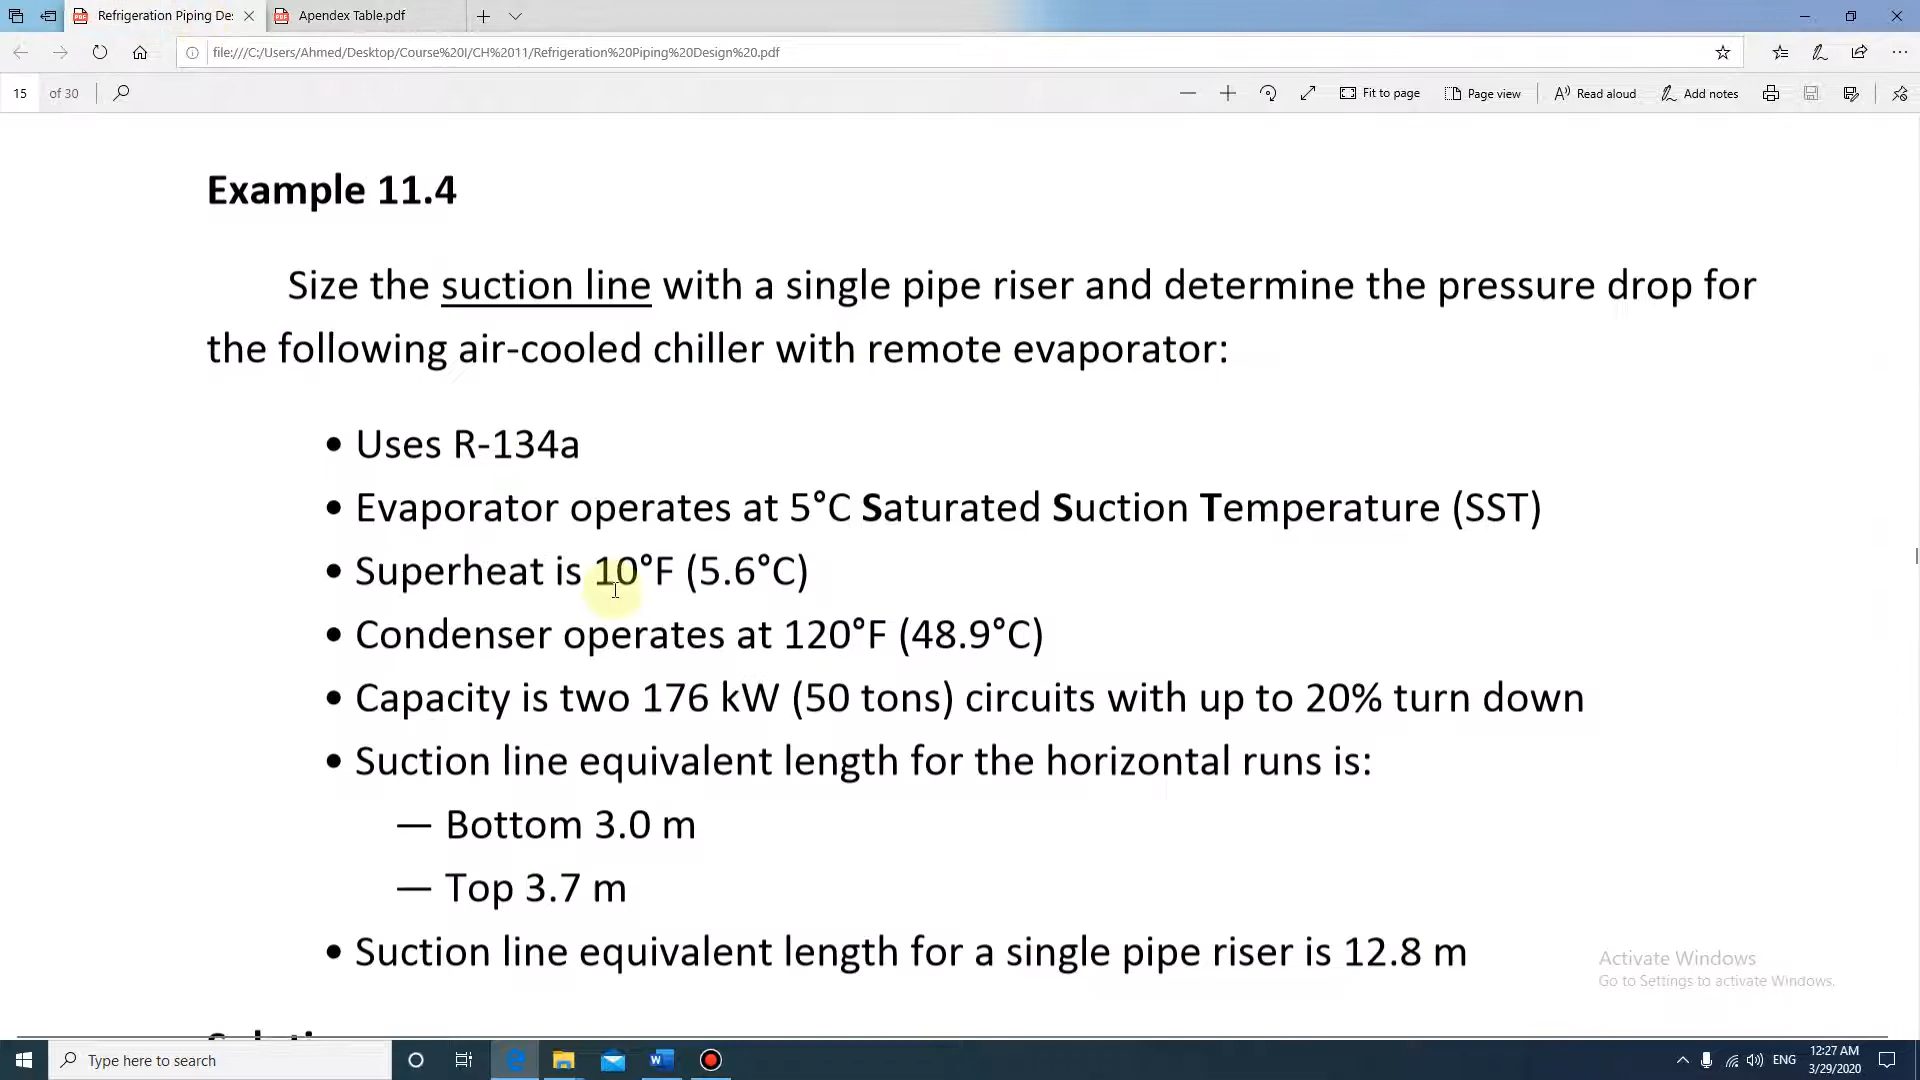 Refrigeration Piping De:
Apendex Table.pdf
file:///C:/Users/Ahmed/Desktop/Course%20I/CH%2011/Refrigeration%20Piping%20Design%20.pdf
15 of 30
Fit to page
Page view
Read aloud
Add notes
Example 11.4
Size the suction line with a single pipe riser and determine the pressure drop for
the following air-cooled chiller with remote evaporator:
• Uses R-134a
• Evaporator operates at 5°C Saturated Suction Temperature (SST)
• Superheat is 10°F (5.6°C)
• Condenser operates at 120°F (48.9°C)
• Capacity is two 176 kW (50 tons) circuits with up to 20% turn down
• Suction line equivalent length for the horizontal runs is:
— Bottom 3.0 m
— Top 3.7 m
• Suction line equivalent length for a single pipe riser is 12.8 m
Activate Windows
Go to Settings to activate Windows.
Type here to search
ENG
12:27 AM
3/29/2020